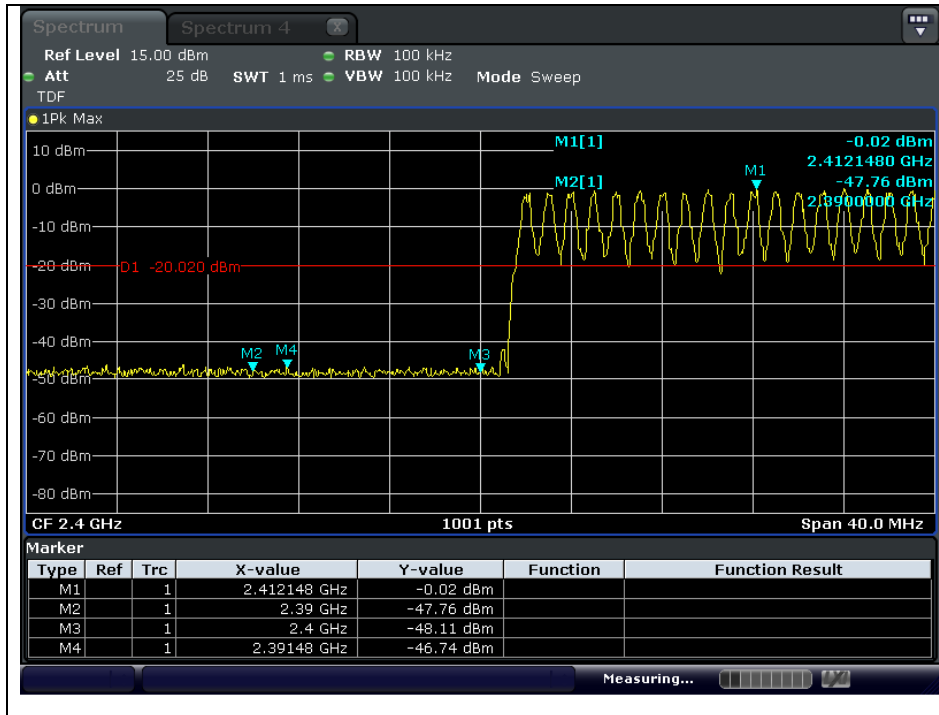 Spectrum Spectrum 4 X
Ref Level 15.00 dBm RBW 100 kHz
Att 25 dB SWT 1 ms VBW 100 kHz Mode Sweep
TDF
1Pk Max
M1[1] -0.02 dBm
2.4121480 GHz
M2[1] -47.76 dBm
2.3900000 GHz
10 dBm
0 dBm
-10 dBm
-20 dBm
D1 -20.020 dBm
-30 dBm
-40 dBm
-50 dBm
-60 dBm
-70 dBm
-80 dBm
M1
M2 M4 M3
CF 2.4 GHz 1001 pts Span 40.0 MHz
Marker
Type Ref Trc X-value Y-value Function Function Result
M1 1 2.412148 GHz -0.02 dBm
M2 1 2.39 GHz -47.76 dBm
M3 1 2.4 GHz -48.11 dBm
M4 1 2.39148 GHz -46.74 dBm
Measuring...